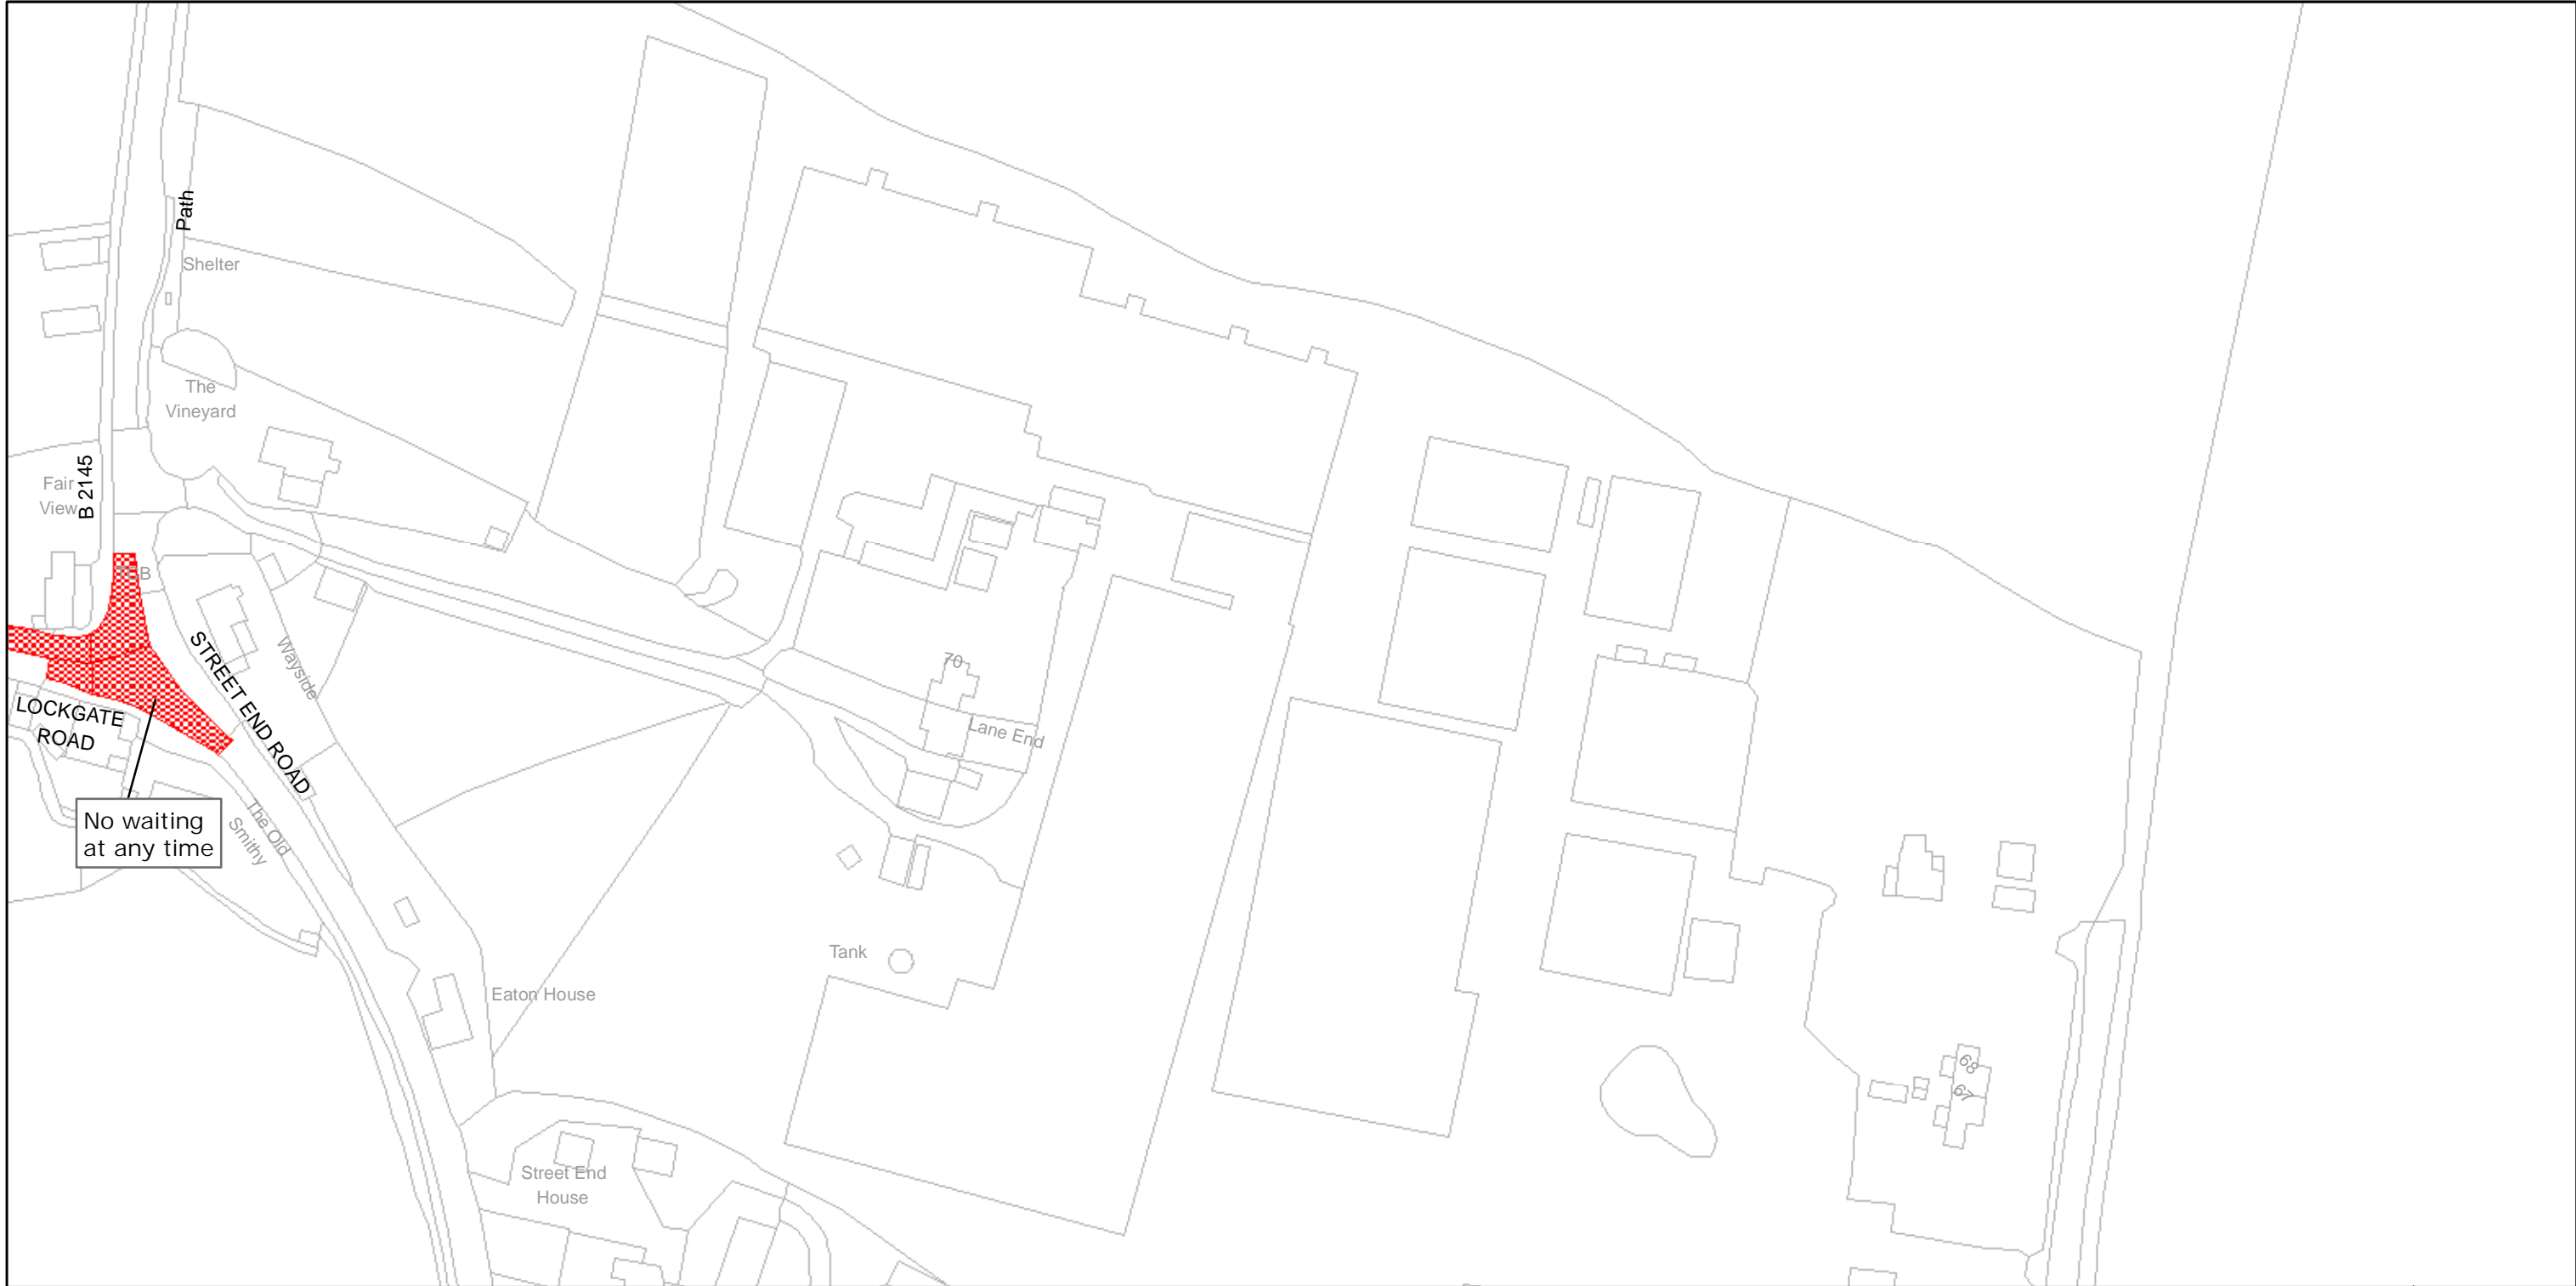 Path
Shelter
The
Vineyard
B 2145
Fair
View
B
Wayside
STREET END ROAD
LOCKGATE
ROAD
No waiting
at any time
The Old
Smithy
70
Lane End
Tank
Eaton House
68
67
Street End
House